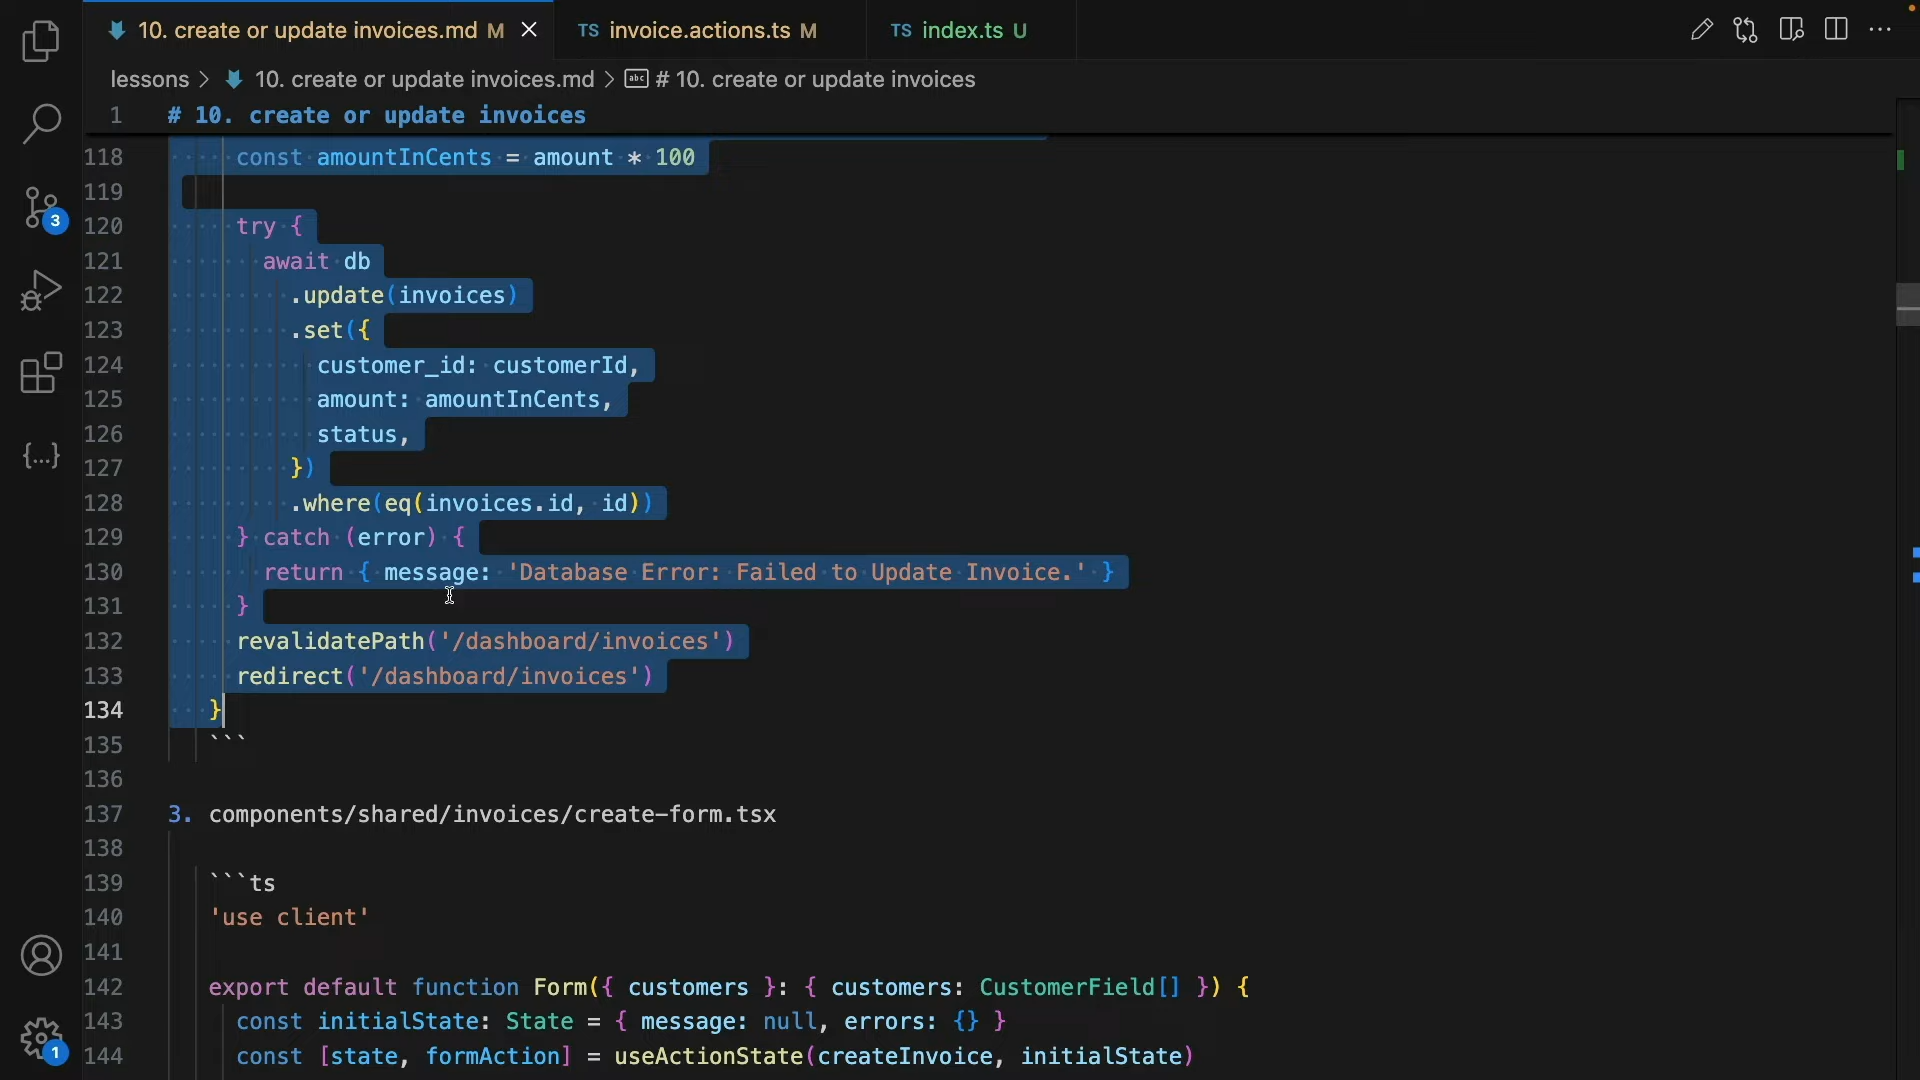 10. create or update invoices.md M
TS invoice.actions.ts M
TS index.ts U
lessons > 10. create or update invoices.md > abc # 10. create or update invoices
1 # 10. create or update invoices
118 const amountInCents = amount * 100
119
120 try {
121 await db
122 .update(invoices)
123 .set({
124 customer_id: customerId,
125 amount: amountInCents,
126 status,
127 })
128 .where(eq(invoices.id, id))
129 } catch (error) {
130 return { message: 'Database Error: Failed to Update Invoice.' }
131 }
132 revalidatePath('/dashboard/invoices')
133 redirect('/dashboard/invoices')
134 }
135 ```
136
137 3. components/shared/invoices/create-form.tsx
138
139 ```ts
140 'use client'
141
142 export default function Form({ customers }: { customers: CustomerField[] }) {
143 const initialState: State = { message: null, errors: {} }
144 const [state, formAction] = useActionState(createInvoice, initialState)
3
1